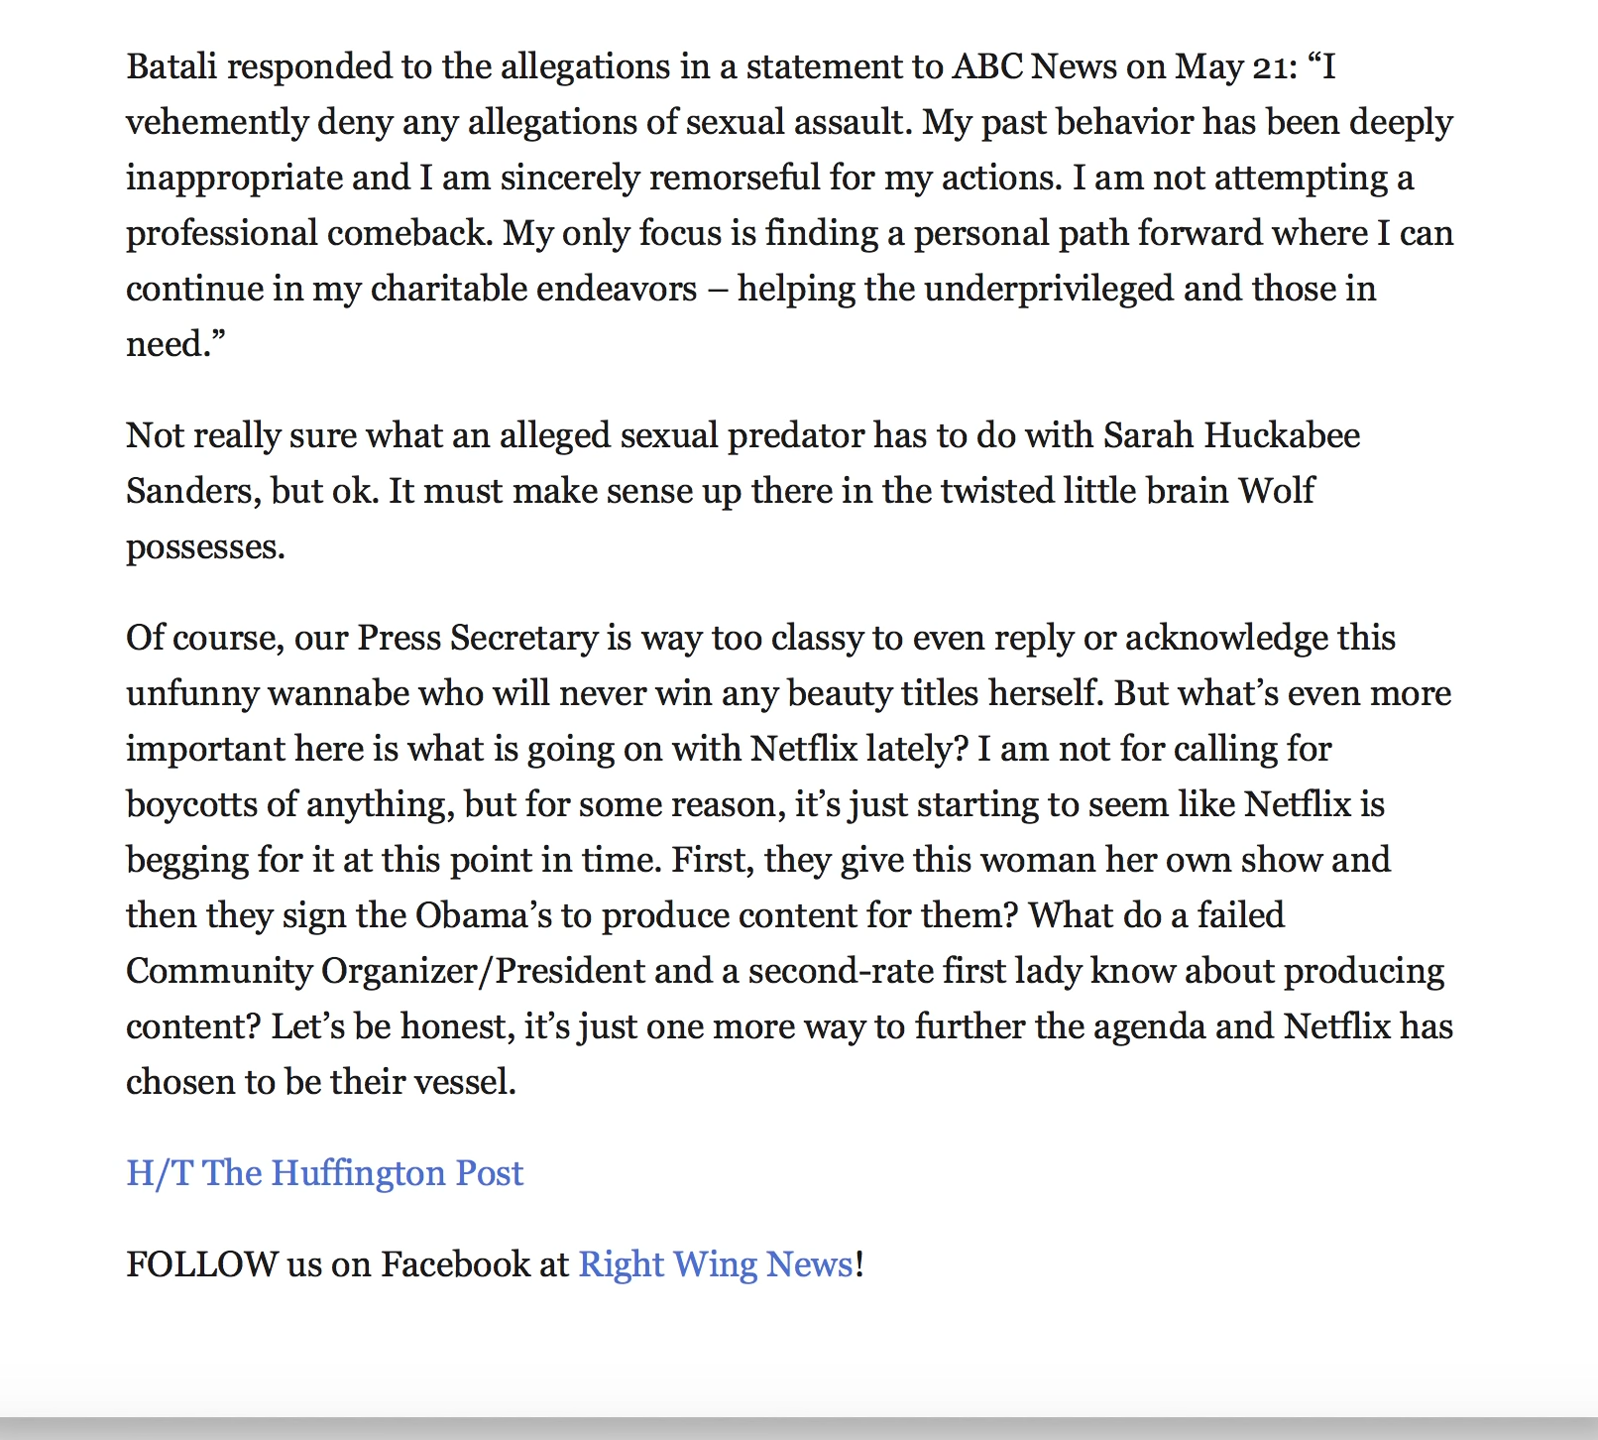 Batali responded to the allegations in a statement to ABC News on May 21: “I
vehemently deny any allegations of sexual assault. My past behavior has been deeply
inappropriate and I am sincerely remorseful for my actions. I am not attempting a
professional comeback. My only focus is finding a personal path forward where I can
continue in my charitable endeavors – helping the underprivileged and those in
need.”
Not really sure what an alleged sexual predator has to do with Sarah Huckabee
Sanders, but ok. It must make sense up there in the twisted little brain Wolf
possesses.
Of course, our Press Secretary is way too classy to even reply or acknowledge this
unfunny wannabe who will never win any beauty titles herself. But what’s even more
important here is what is going on with Netflix lately? I am not for calling for
boycotts of anything, but for some reason, it’s just starting to seem like Netflix is
begging for it at this point in time. First, they give this woman her own show and
then they sign the Obama’s to produce content for them? What do a failed
Community Organizer/President and a second-rate first lady know about producing
content? Let’s be honest, it’s just one more way to further the agenda and Netflix has
chosen to be their vessel.
H/T The Huffington Post
FOLLOW us on Facebook at Right Wing News!